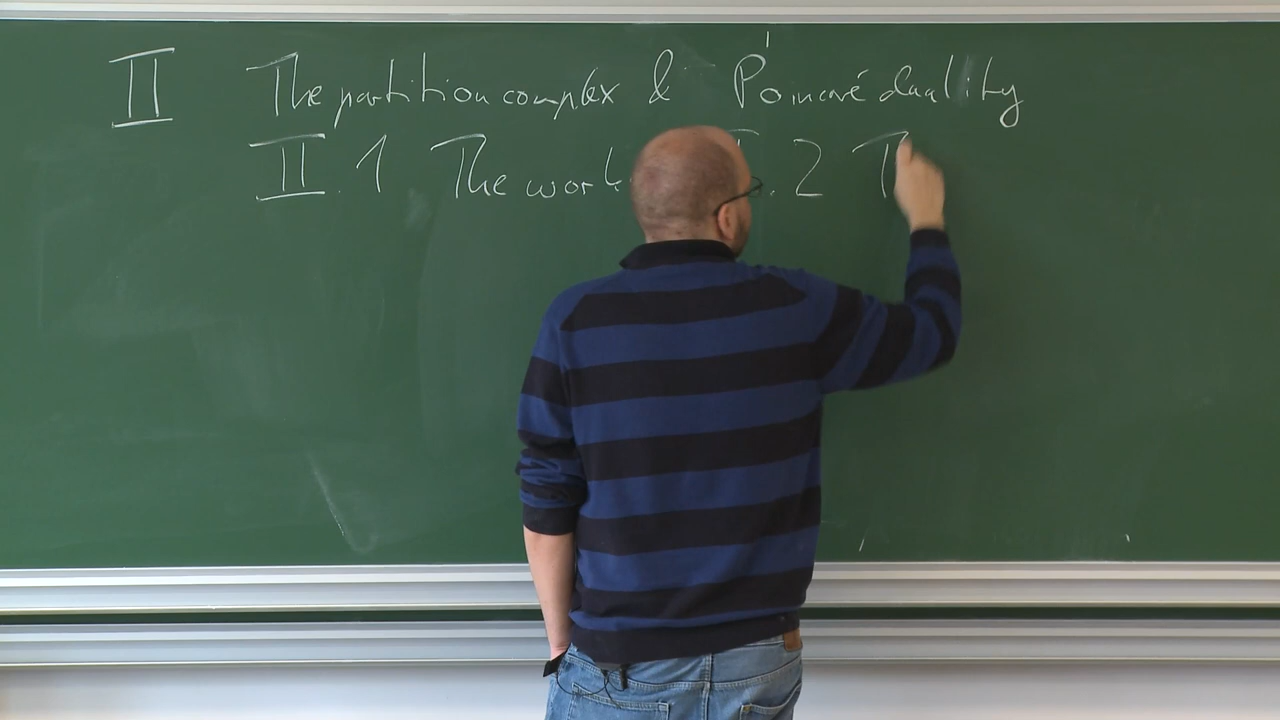 II The partition complex & Poincaré duality
II.1 The work .2 T